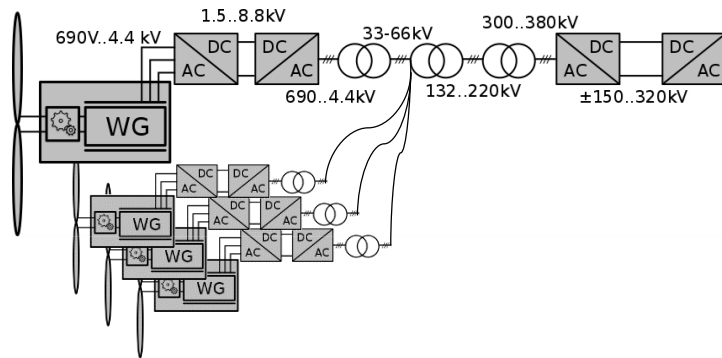 690V..4.4 kV
1.5..8.8kV
33-66kV
300..380kV
DC
AC
DC
AC
DC
AC
DC
AC
690..4.4kV
132..220kV
±150..320kV
WG
DC
AC
DC
AC
WG
DC
AC
DC
AC
WG
DC
AC
DC
AC
WG